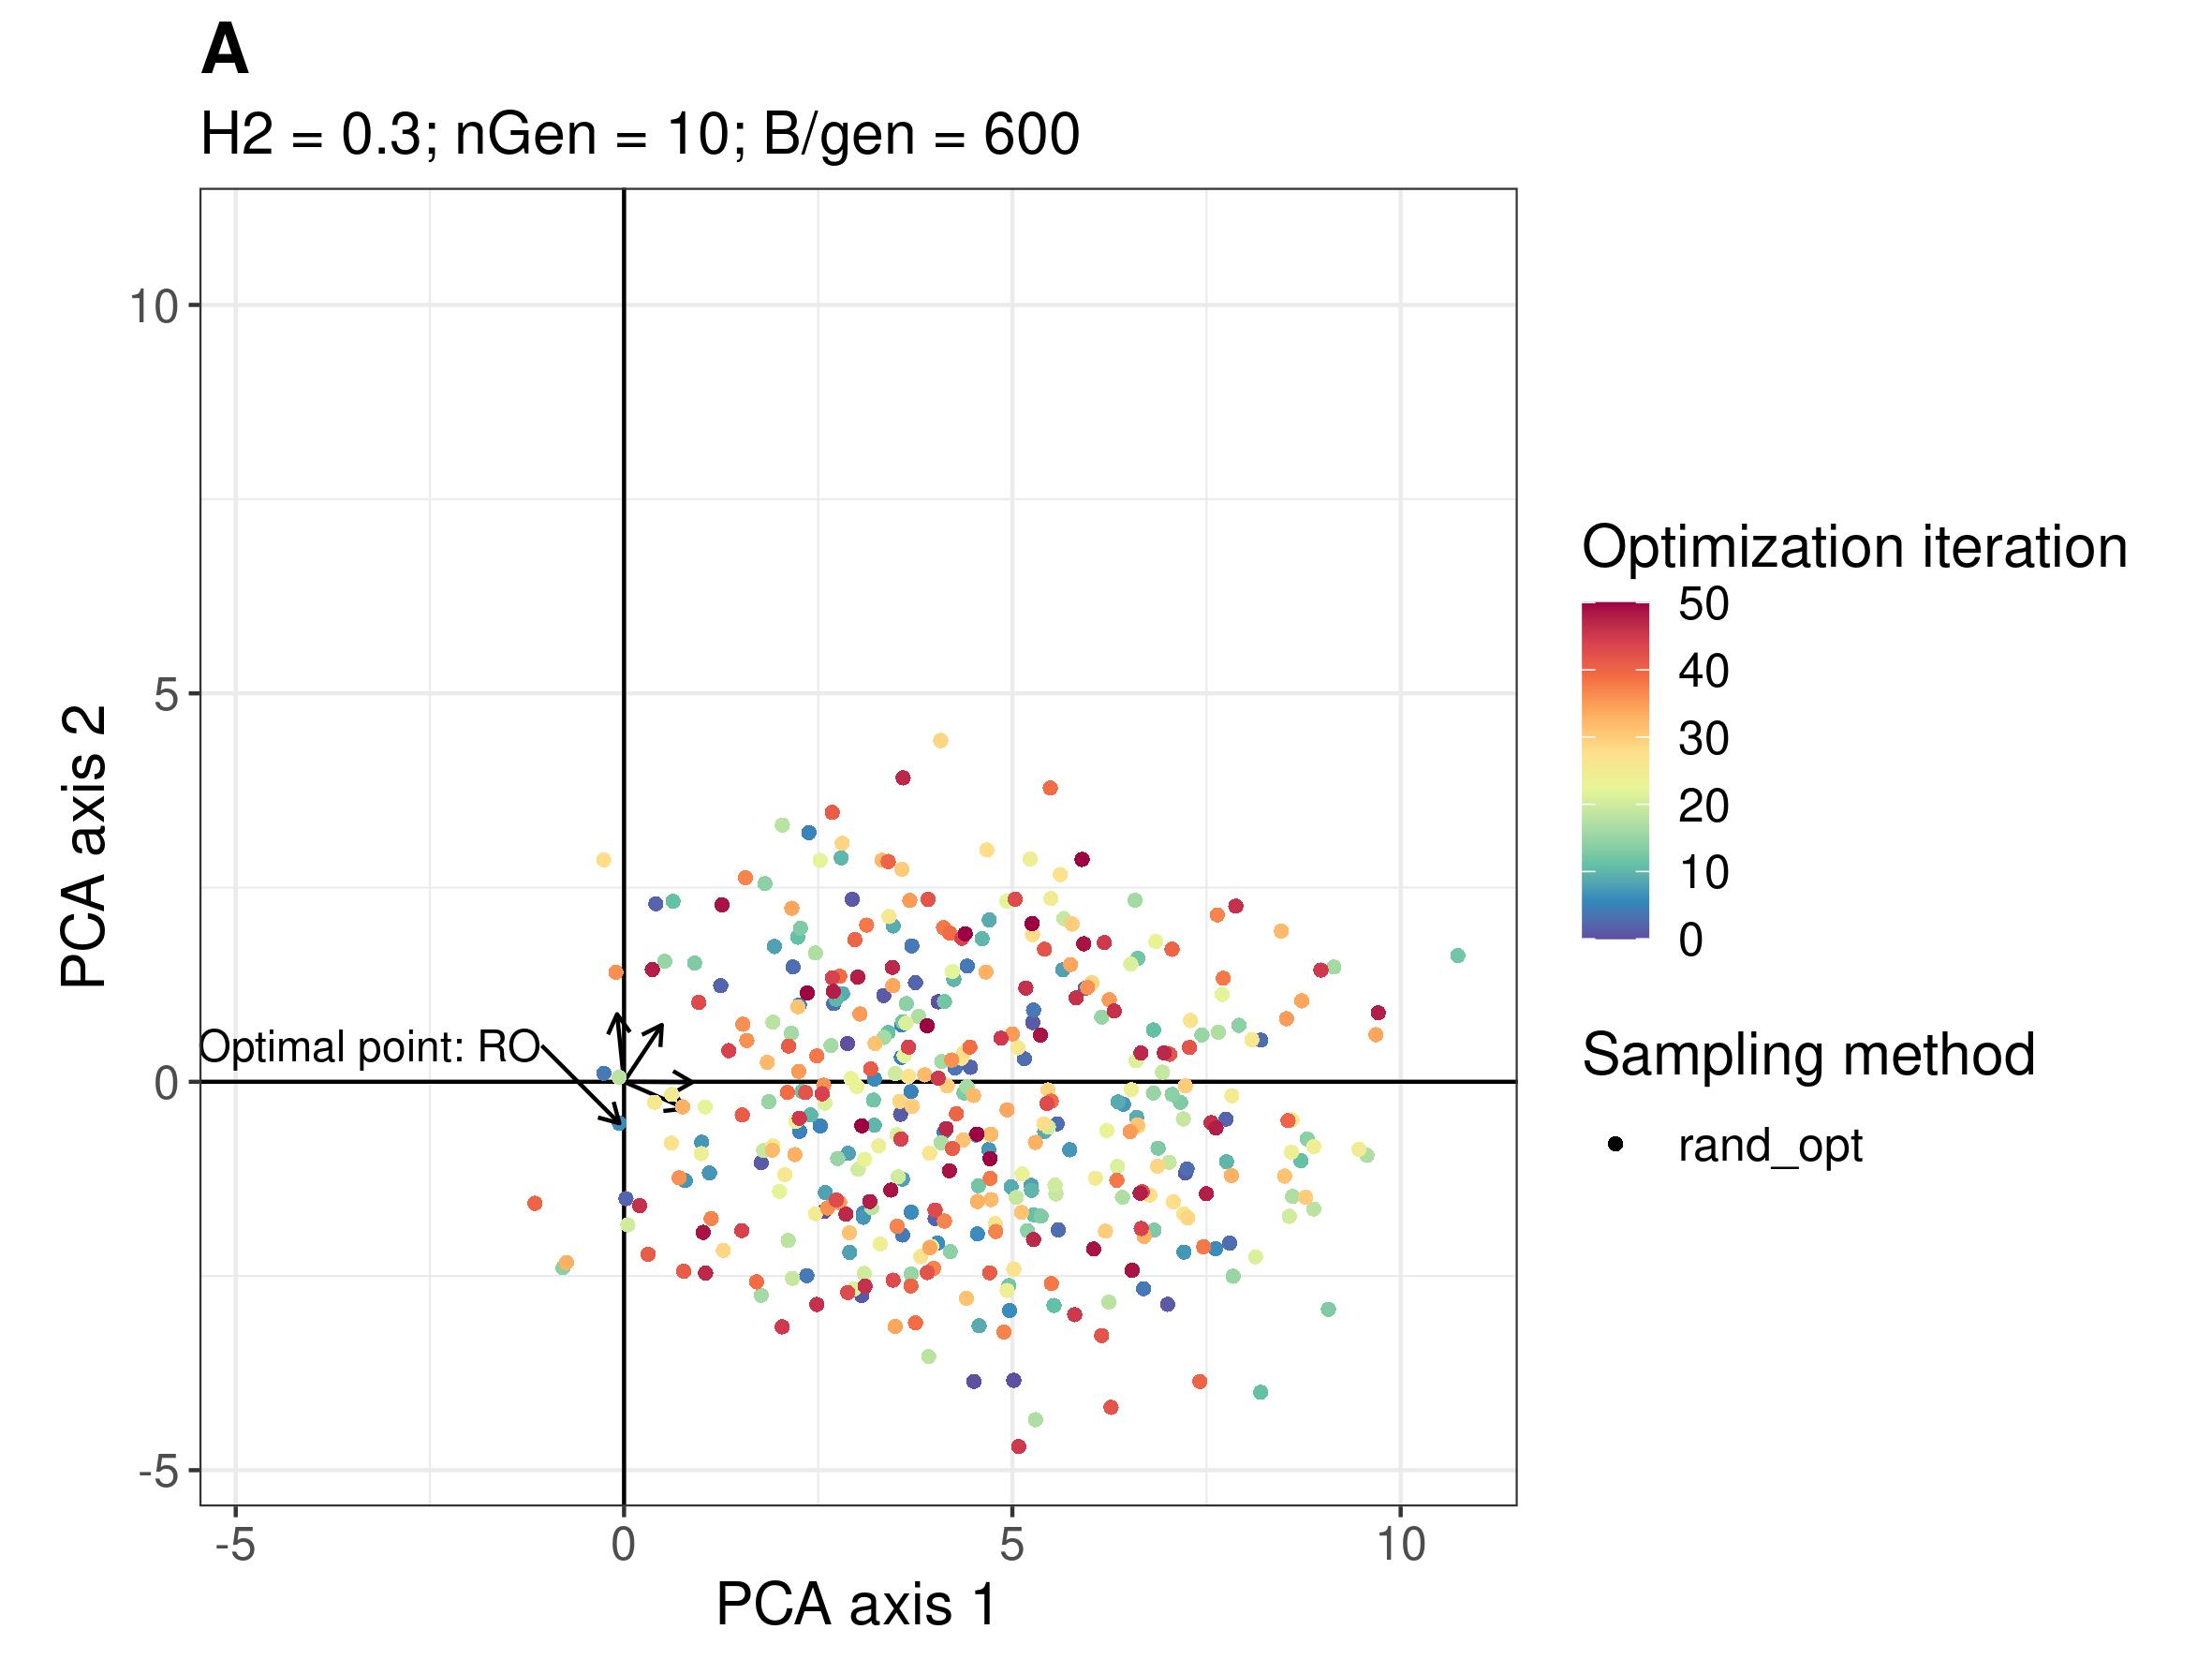 A
H2 = 0.3; nGen = 10; B/gen = 600
10
5
0
-5
PCA axis 2
Optimal point: RO
-5
0
5
10
PCA axis 1
Optimization iteration
50
40
30
20
10
0
Sampling method
rand_opt